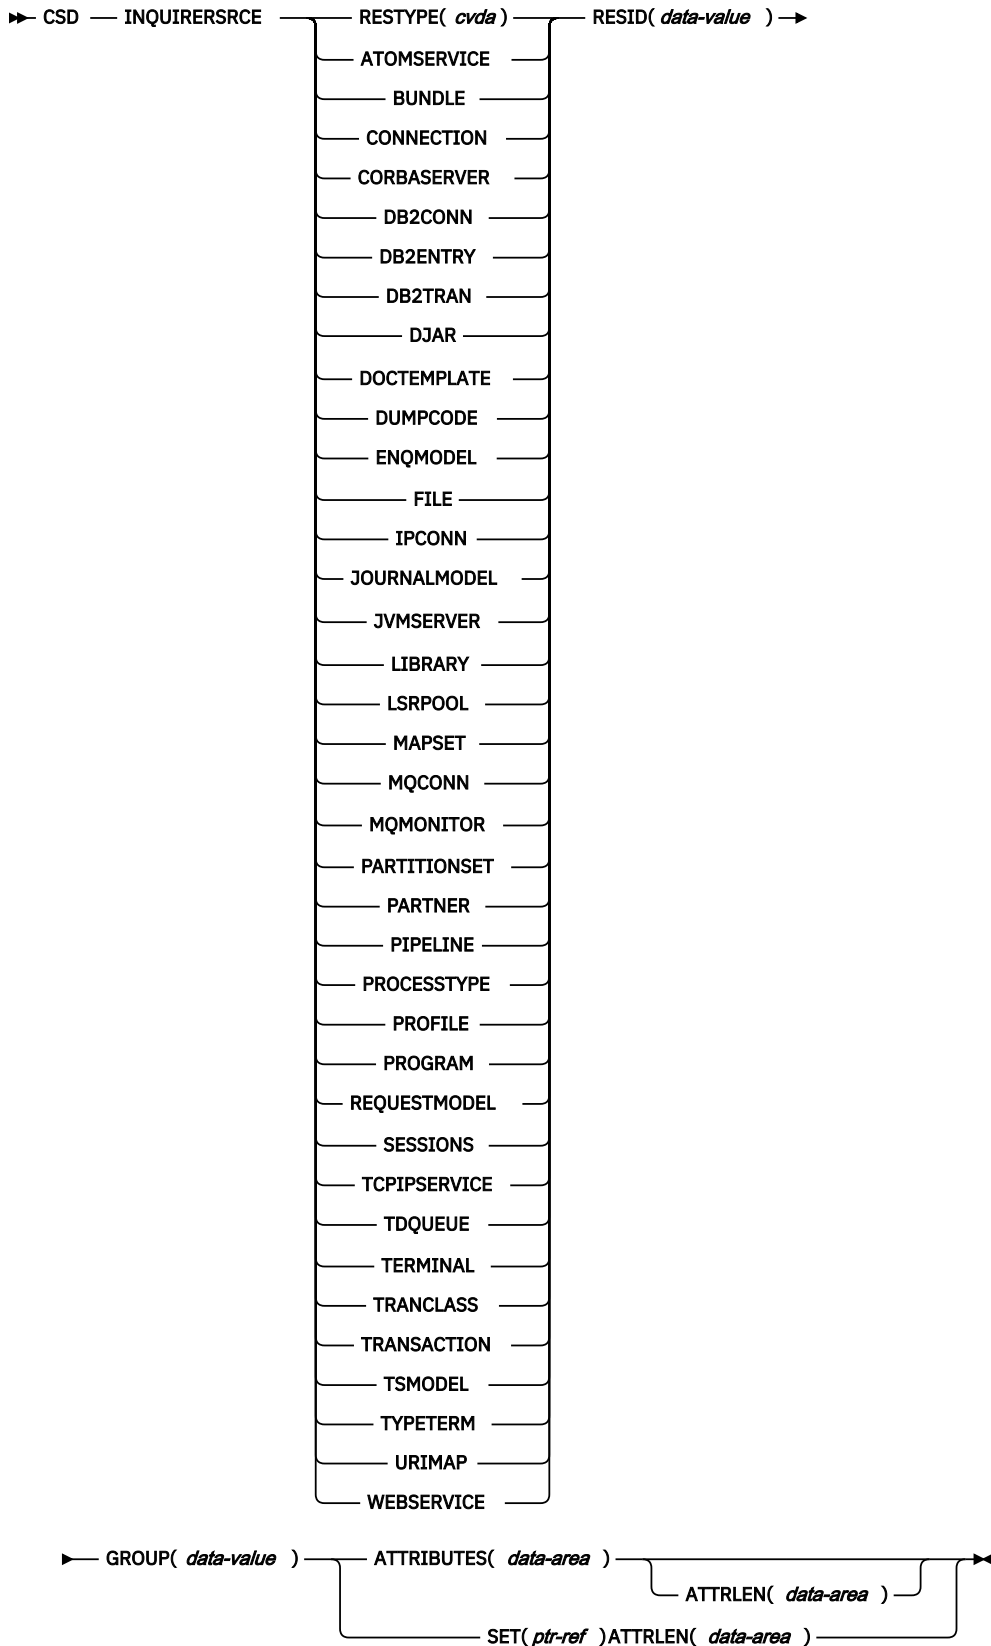 CSD INQUIRERSRCE RESTYPE( cvda ) RESID( data-value )
ATOMSERVICE
BUNDLE
CONNECTION
CORBASERVER
DB2CONN
DB2ENTRY
DB2TRAN
DJAR
DOCTEMPLATE
DUMPCODE
ENQMODEL
FILE
IPCONN
JOURNALMODEL
JVMSERVER
LIBRARY
LSRPOOL
MAPSET
MQCONN
MQMONITOR
PARTITIONSET
PARTNER
PIPELINE
PROCESSTYPE
PROFILE
PROGRAM
REQUESTMODEL
SESSIONS
TCPIPSERVICE
TDQUEUE
TERMINAL
TRANCLASS
TRANSACTION
TSMODEL
TYPETERM
URIMAP
WEBSERVICE
GROUP( data-value ) ATTRIBUTES( data-area )
ATTRLEN( data-area )
SET( ptr-ref )ATTRLEN( data-area )